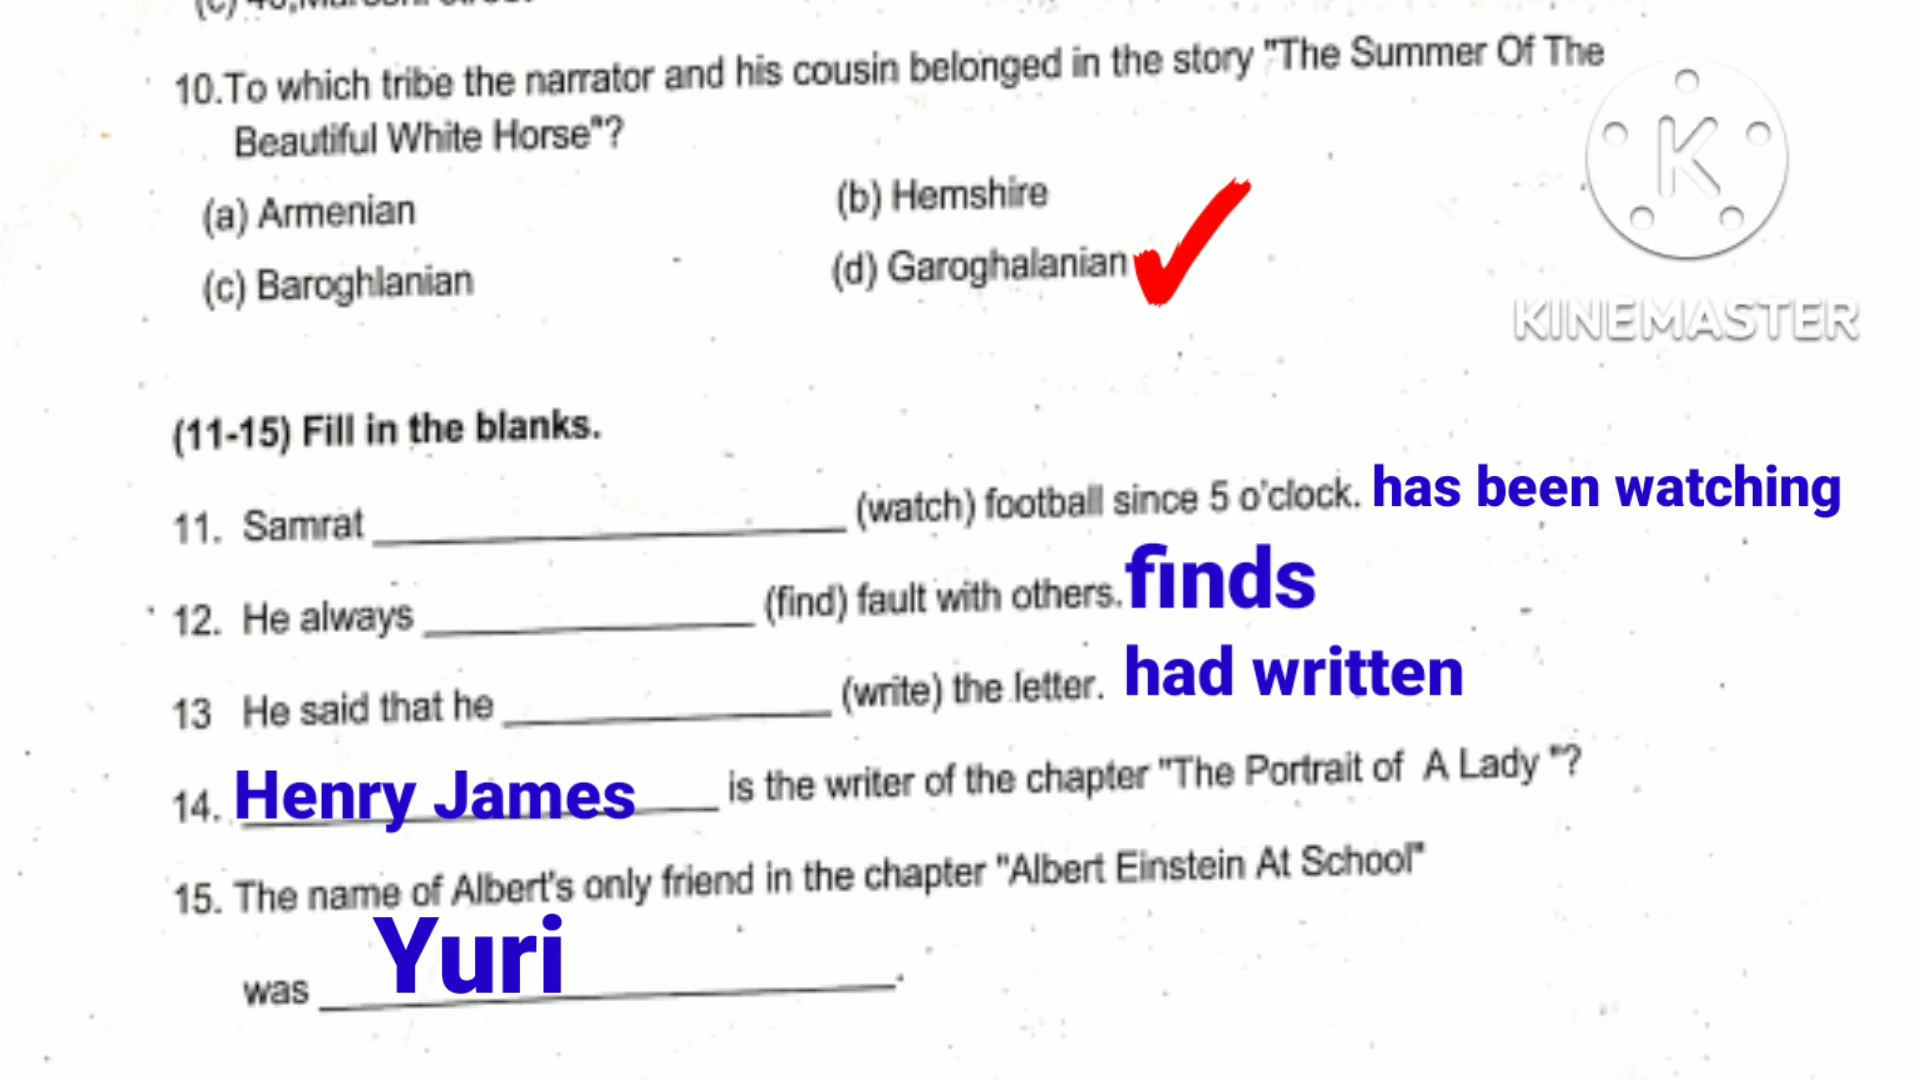 10.To which tribe the narrator and his cousin belonged in the story "The Summer Of The
Beautiful White Horse"?
(a) Armenian
(b) Hemshire
(c) Baroghlanian
(d) Garoghalanian
K
KINEMASTER
(11-15) Fill in the blanks.
11. Samrat ____________ (watch) football since 5 o'clock. has been watching
12. He always ____________ (find) fault with others. finds
13 He said that he ____________ (write) the letter. had written
14. Henry James is the writer of the chapter "The Portrait of A Lady "?
15. The name of Albert's only friend in the chapter "Albert Einstein At School"
was Yuri.